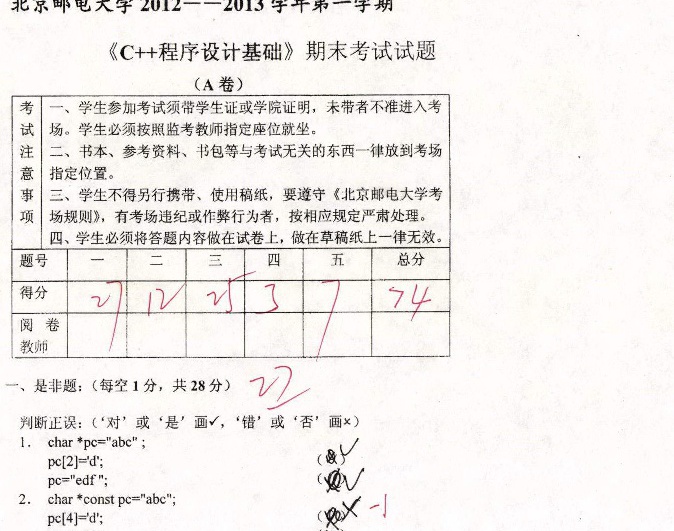 北京邮电大学 2012——2013 学年第一学期
《C++程序设计基础》期末考试试题
（A 卷）
考试注意事项
一、学生参加考试须带学生证或学院证明，未带者不准进入考
场。学生必须按照监考教师指定座位就坐。
二、书本、参考资料、书包等与考试无关的东西一律放到考场
指定位置。
三、学生不得另行携带、使用稿纸，要遵守《北京邮电大学考
场规则》，有考场违纪或作弊行为者，按相应规定严肃处理。
四、学生必须将答题内容做在试卷上，做在草稿纸上一律无效。
题号 一 二 三 四 五 总分
得分 27 12 25 3 7 74
阅 卷
教师
一、是非题：（每空 1 分，共 28 分） 27
判断正误：（‘对’或‘是’画✓，‘错’或‘否’画×）
1. char *pc="abc" ;
pc[2]='d'; ( ) ✓
pc="edf "; ( ) ✓
2. char *const pc="abc";
pc[4]='d'; ( ) × -1